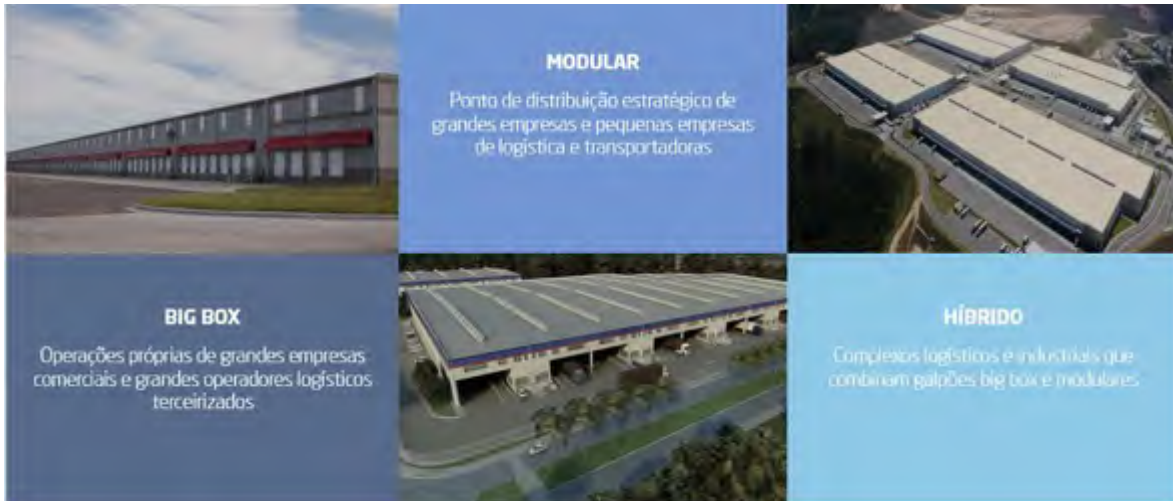 MODULAR
Ponto de distribuição estratégico de
grandes empresas e pequenas empresas
de logística e transportadoras
BIG BOX
Operações próprias de grandes empresas
comerciais e grandes operadores logísticos
terceirizados
HÍBRIDO
Complexos logísticos e industriais que
combinam galpões big box e modulares